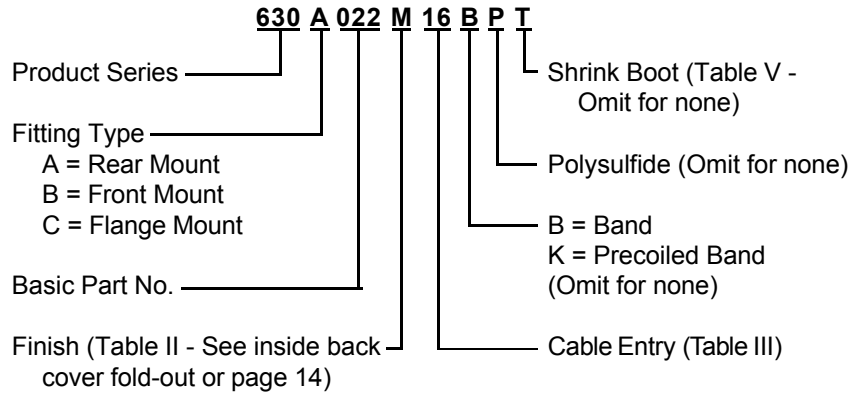 630 A 022 M 16 B P T
Product Series
Fitting Type
A = Rear Mount
B = Front Mount
C = Flange Mount
Basic Part No.
Finish (Table II - See inside back
cover fold-out or page 14)
Shrink Boot (Table V -
Omit for none)
Polysulfide (Omit for none)
B = Band
K = Precoiled Band
(Omit for none)
Cable Entry (Table III)